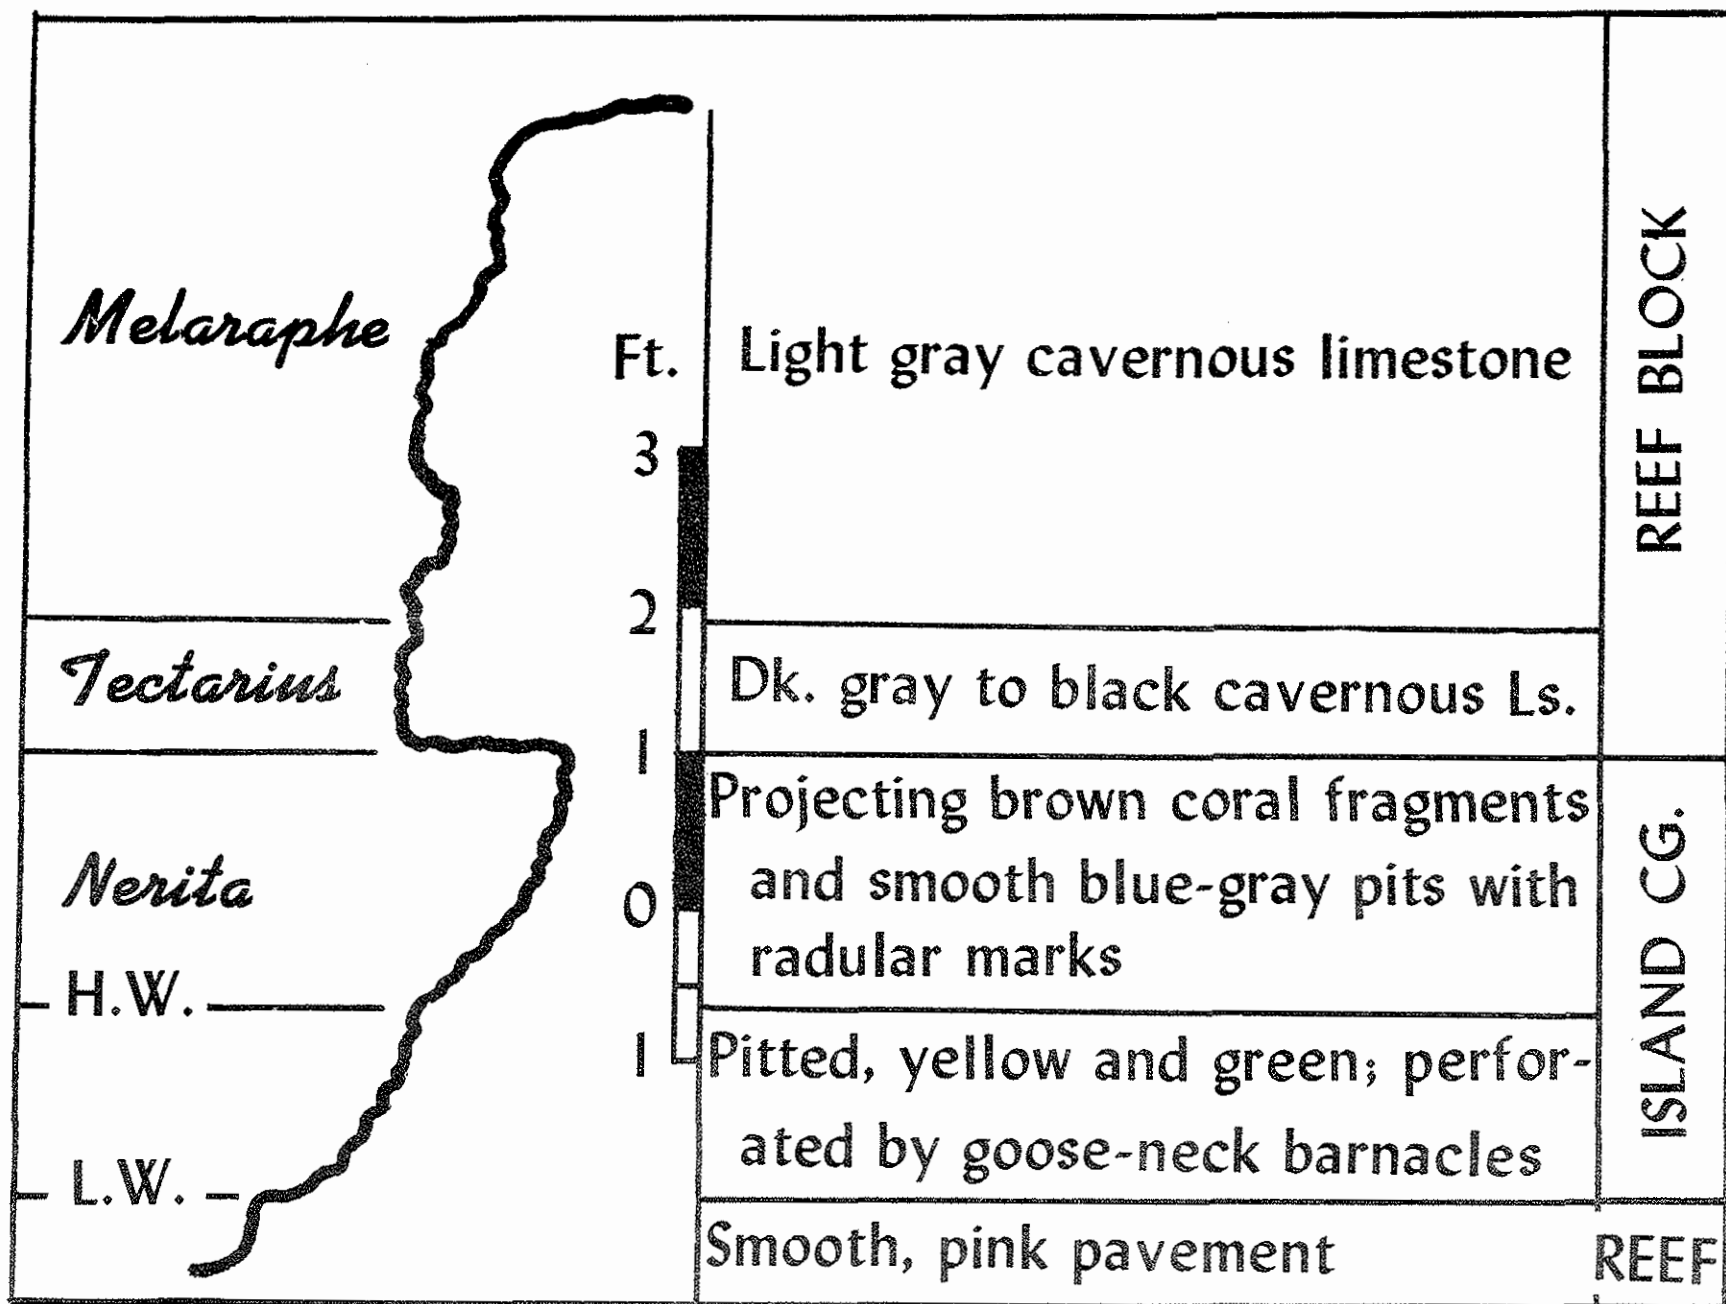 Melaraphe
Tectarius
Nerita
H.W.
L.W.
Ft.
3
2
1
0
1
Light gray cavernous limestone
Dk. gray to black cavernous Ls.
Projecting brown coral fragments
and smooth blue-gray pits with
radular marks
Pitted, yellow and green; perfor-
ated by goose-neck barnacles
Smooth, pink pavement
REEF BLOCK
ISLAND CG.
REEF